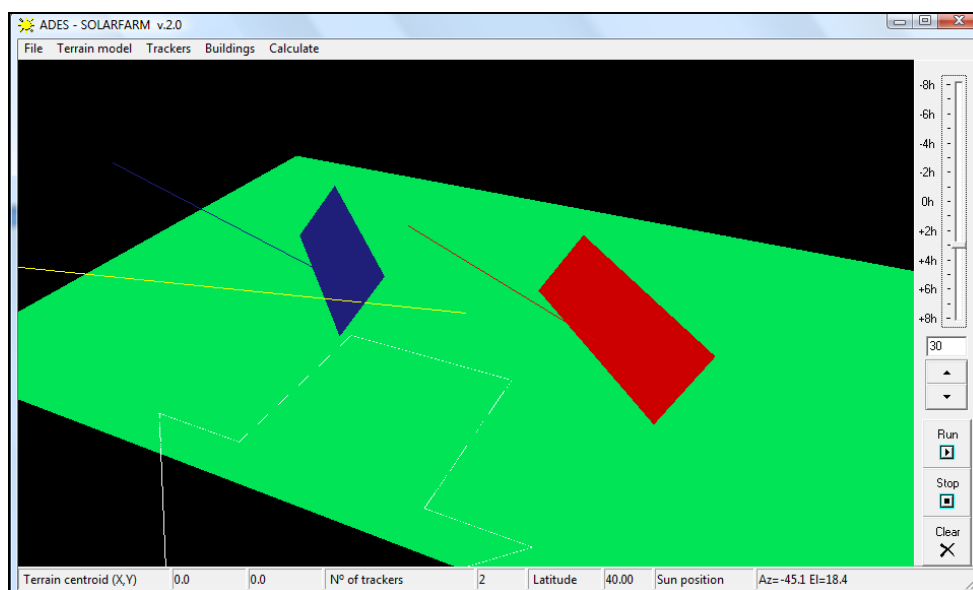 ADES - SOLARFARM v.2.0
File Terrain model Trackers Buildings Calculate
-8h
-6h
-4h
-2h
0h
+2h
+4h
+6h
+8h
30
Run
Stop
Clear
Terrain centroid (X,Y) 0.0 0.0 Nº of trackers 2 Latitude 40.00 Sun position Az=-45.1 El=18.4